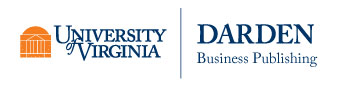 UNIVERSITY
of VIRGINIA
DARDEN
Business Publishing